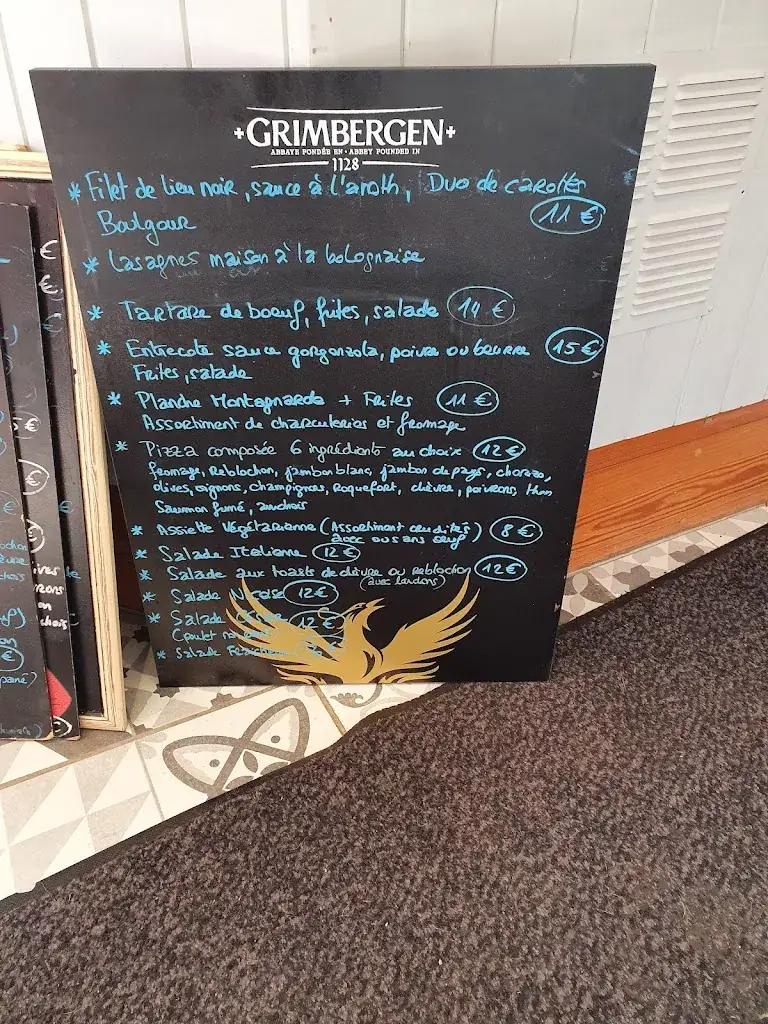 +GRIMBERGEN+
ABBAYE FONDÉE EN · ABBEY FOUNDED IN
1128
* Filet de lieu noir, sauce à l'aneth, Duo de carottes
Boulgour 11 €
* Lasagnes maison à la bolognaise
* Tartare de boeuf, frites, salade 14 €
* Entrecote sauce gorgonzola, poivre ou beurre 15 €
Frites, salade
* Planche Montagnarde + Frites 11 €
Assortiment de charcuteries et fromage
* Pizza composée 6 ingrédients au choix 12 €
fromage, Reblochon, jambon blanc, jambon de pays, chorizo,
olives, oignons, champignons, Roquefort, chèvre, poivrons, thon
Saumon fumé, anchois
* Assiette Végétarienne (Assortiment crudités) 8 €
avec ou sans oeuf
* Salade Italienne 12 €
* Salade aux toasts de chèvre ou reblochon 12 €
(avec lardons)
* Salade Niçoise 12 €
* Salade 12 €
(poulet
* Salade